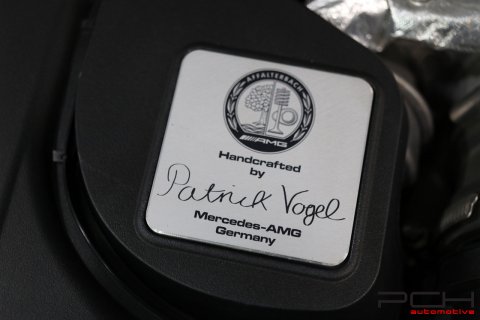 AFFALTERBACH
AMG
Handcrafted
by
Patrick Vogel
Mercedes-AMG
Germany
PCH
automotive